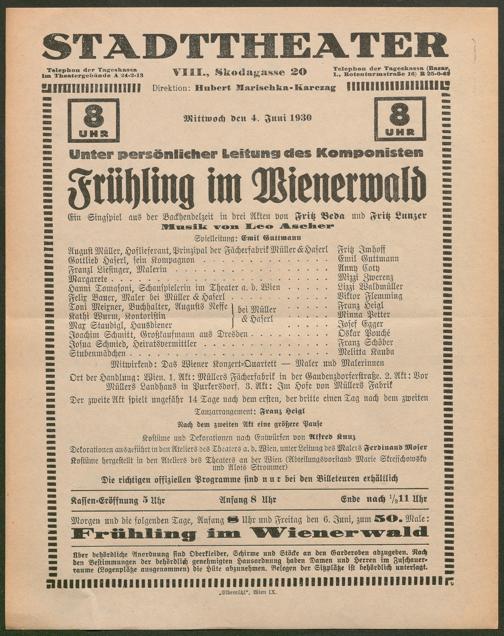 STADTTHEATER
Telephon der Tageskassa im Theatergebäude A 24-2-13
VIII., Skodagasse 20
Telephon der Tageskassa (Bazar, I., Rotenturmstraße 16)
Direktion: Hubert Marischka-Karczag
8 UHR
Mittwoch den 4. Juni 1930
8 UHR
Unter persönlicher Leitung des Komponisten
Frühling im Wienerwald
Ein Singspiel aus der Backhendelzeit in drei Akten von Fritz Beda und Fritz Lunzer
Musik von Leo Ascher
Spielleitung: Emil Guttmann
August Müller, Hoflieferant, Prinzipal der Fächerfabrik Müller & Haferl . . Fritz Imhoff
Gottlieb Haferl, sein Kompagnon . . . . . Emil Guttmann
Franzl Liesinger, Malerin . . . . . Anny Coty
Margarete . . . . . Mizzi Zwerenz
Hanni Tomasoni, Schauspielerin im Theater a. d. Wien . . . . . Lizzi Waldmüller
Felix Bauer, Maler bei Müller & Haferl . . . . . Viktor Flemming
Toni Meixner, Buchhalter, Augusts Neffe } bei Müller & Haferl . . . Franz Heigl
Kathi Wurm, Kontoristin . . . Minna Petter
Max Staudigl, Hausdiener . . . Josef Egger
Joachim Schmitt, Großkaufmann aus Dresden . . . . . Oskar Pouché
Josua Schmied, Heiratsvermittler . . . . . Franz Schöber
Stubenmädchen . . . . . Melitta Kauba
Mitwirkend: Das Wiener Konzert-Quartett — Maler und Malerinnen
Ort der Handlung: Wien. 1. Akt: Müllers Fächerfabrik in der Gaudenzdorferstraße. 2. Akt: Vor
Müllers Landhaus in Purkersdorf. 3. Akt: Im Hofe von Müllers Fabrik
Der zweite Akt spielt ungefähr 14 Tage nach dem ersten, der dritte einen Tag nach dem zweiten
Tanzarrangement: Franz Heigl
Nach dem zweiten Akt eine größere Pause
Kostüme und Dekorationen nach Entwürfen von Alfred Kunz
Dekorationen ausgeführt in den Ateliers des Theaters a. d. Wien, unter Leitung des Malers Ferdinand Moser
Kostüme hergestellt in den Ateliers des Theaters an der Wien (Abteilungsvorstand Marie Skrejschowsky
und Alois Strommer)
Die richtigen offiziellen Programme sind nur bei den Billeteuren erhältlich
Kassen-Eröffnung 5 Uhr Anfang 8 Uhr Ende nach ½11 Uhr
Morgen und die folgenden Tage, Anfang 8 Uhr und Freitag den 6. Juni, zum 50. Male:
Frühling im Wienerwald
Über behördliche Anordnung sind Oberkleider, Schirme und Stöcke an den Garderoben abzugeben. Nach
den Bestimmungen der behördlich genehmigten Hausordnung haben Damen und Herren im Zuschauer-
raume (Logenplätze ausgenommen) die Hüte abzunehmen. Belegen der Sitzplätze ist behördlich untersagt.
„Elbemühl", Wien IX.